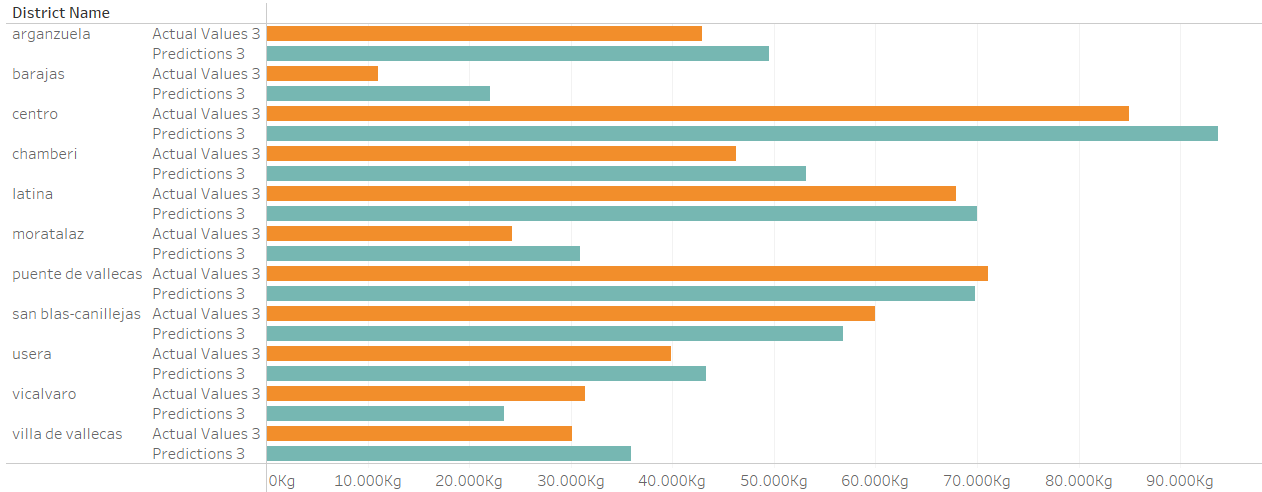 District Name
arganzuela Actual Values 3
Predictions 3
barajas Actual Values 3
Predictions 3
centro Actual Values 3
Predictions 3
chamberi Actual Values 3
Predictions 3
latina Actual Values 3
Predictions 3
moratalaz Actual Values 3
Predictions 3
puente de vallecas Actual Values 3
Predictions 3
san blas-canillejas Actual Values 3
Predictions 3
usera Actual Values 3
Predictions 3
vicalvaro Actual Values 3
Predictions 3
villa de vallecas Actual Values 3
Predictions 3
0Kg 10.000Kg 20.000Kg 30.000Kg 40.000Kg 50.000Kg 60.000Kg 70.000Kg 80.000Kg 90.000Kg